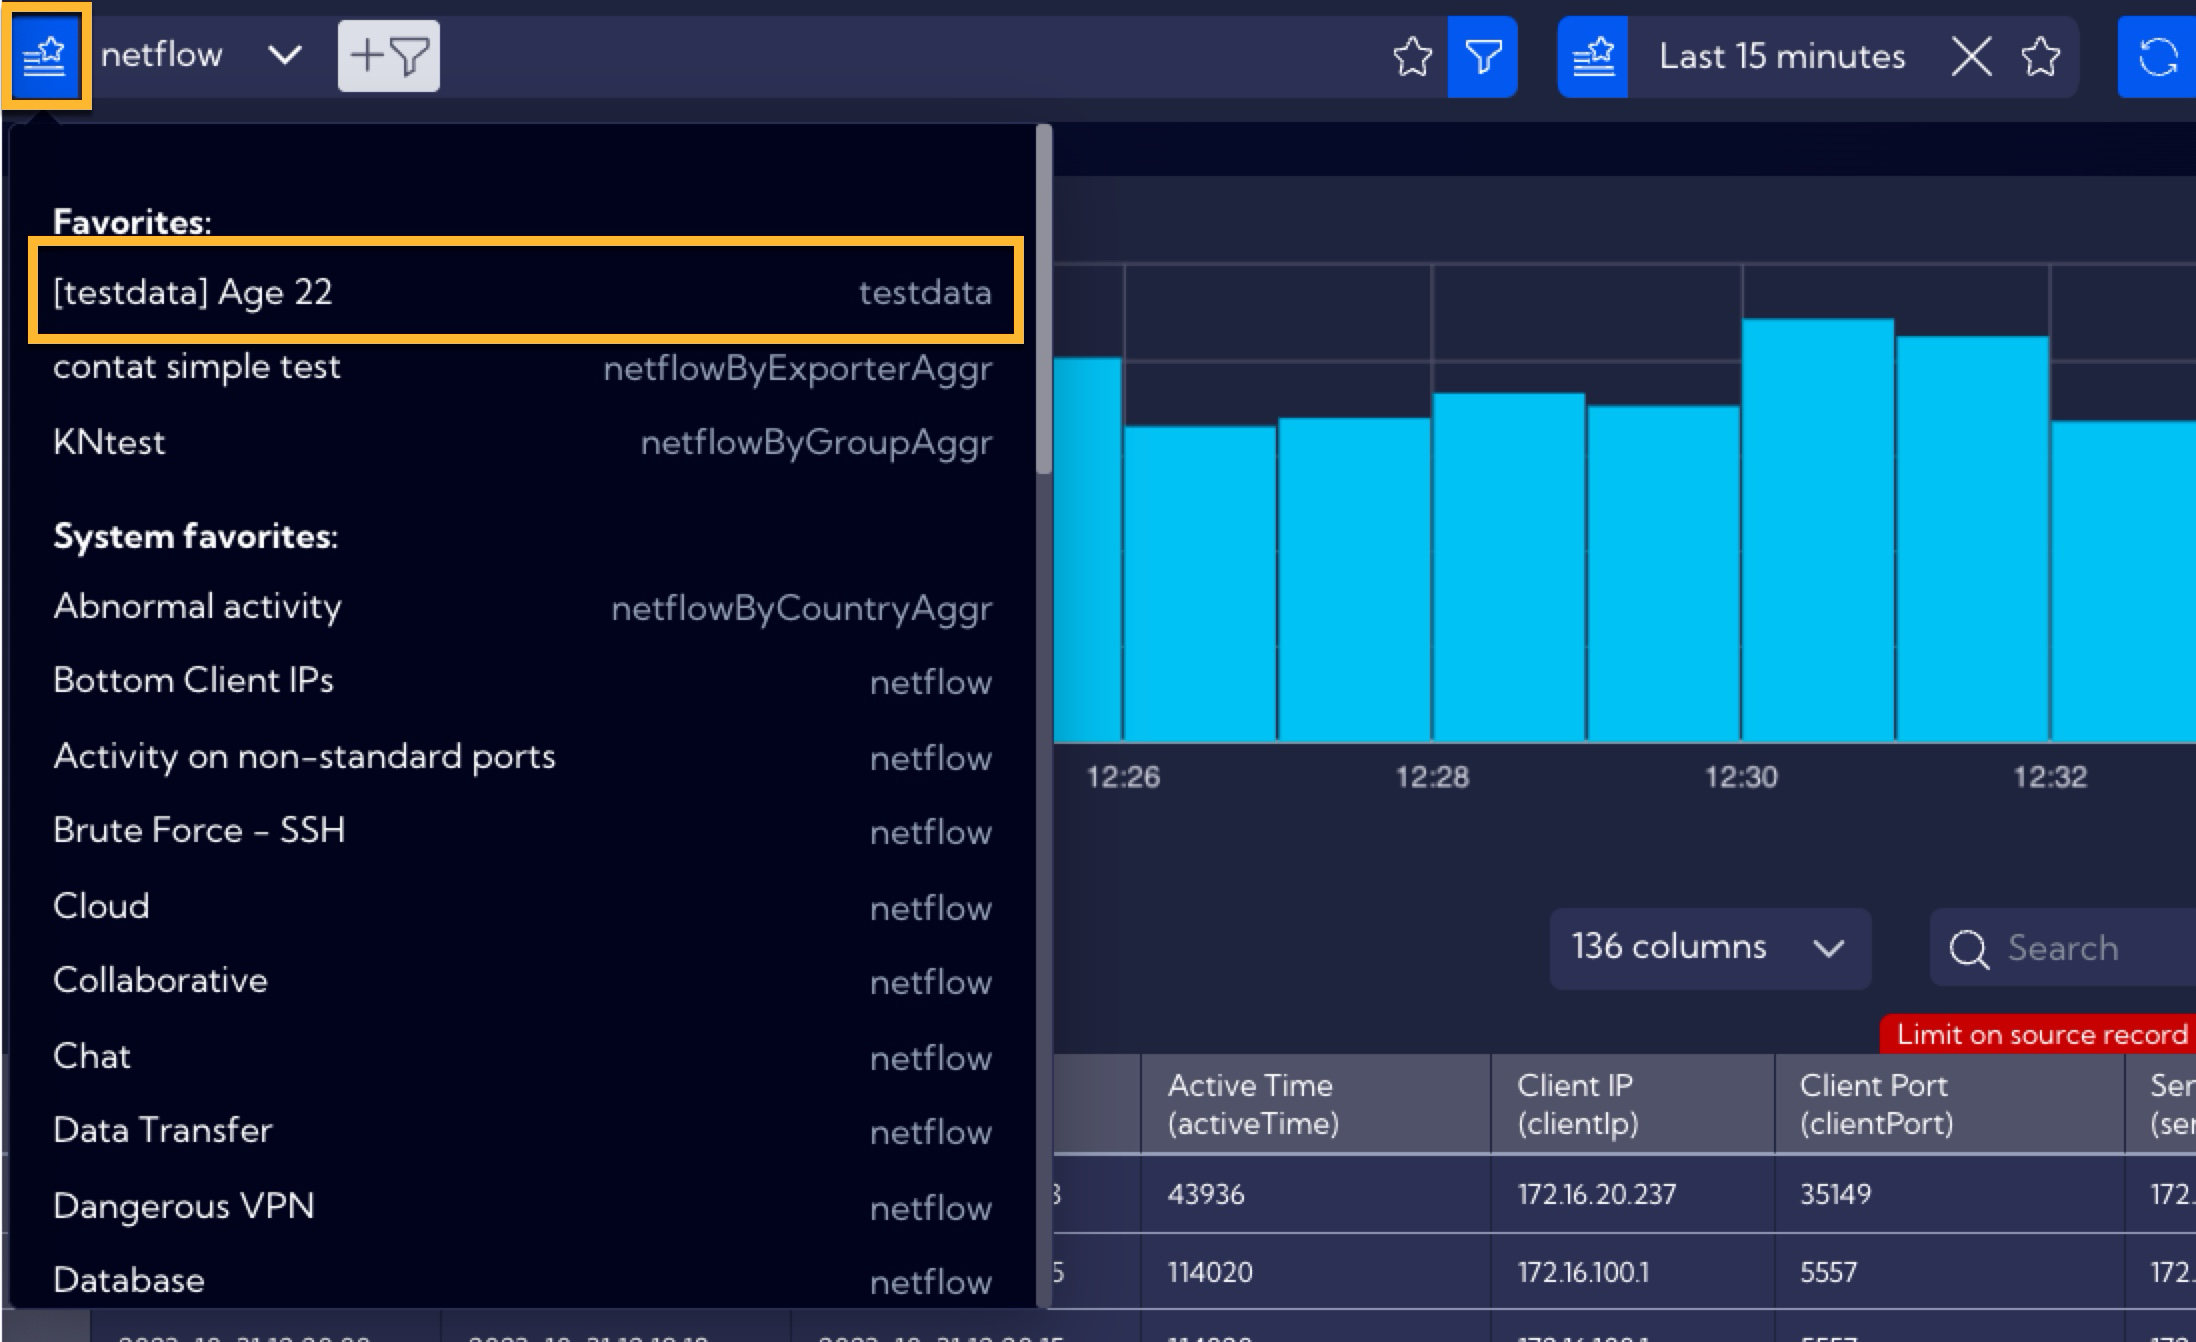 netflow
Last 15 minutes
Favorites:
[testdata] Age 22 testdata
contat simple test netflowByExporterAggr
KNtest netflowByGroupAggr
System favorites:
Abnormal activity netflowByCountryAggr
Bottom Client IPs netflow
Activity on non-standard ports netflow
Brute Force - SSH netflow
Cloud netflow
Collaborative netflow
Chat netflow
Data Transfer netflow
Dangerous VPN netflow
Database netflow
12:26 12:28 12:30 12:32
136 columns
Search
Limit on source record
Active Time Client IP Client Port
(activeTime) (clientIp) (clientPort)
43936 172.16.20.237 35149 172.
114020 172.16.100.1 5557 172.